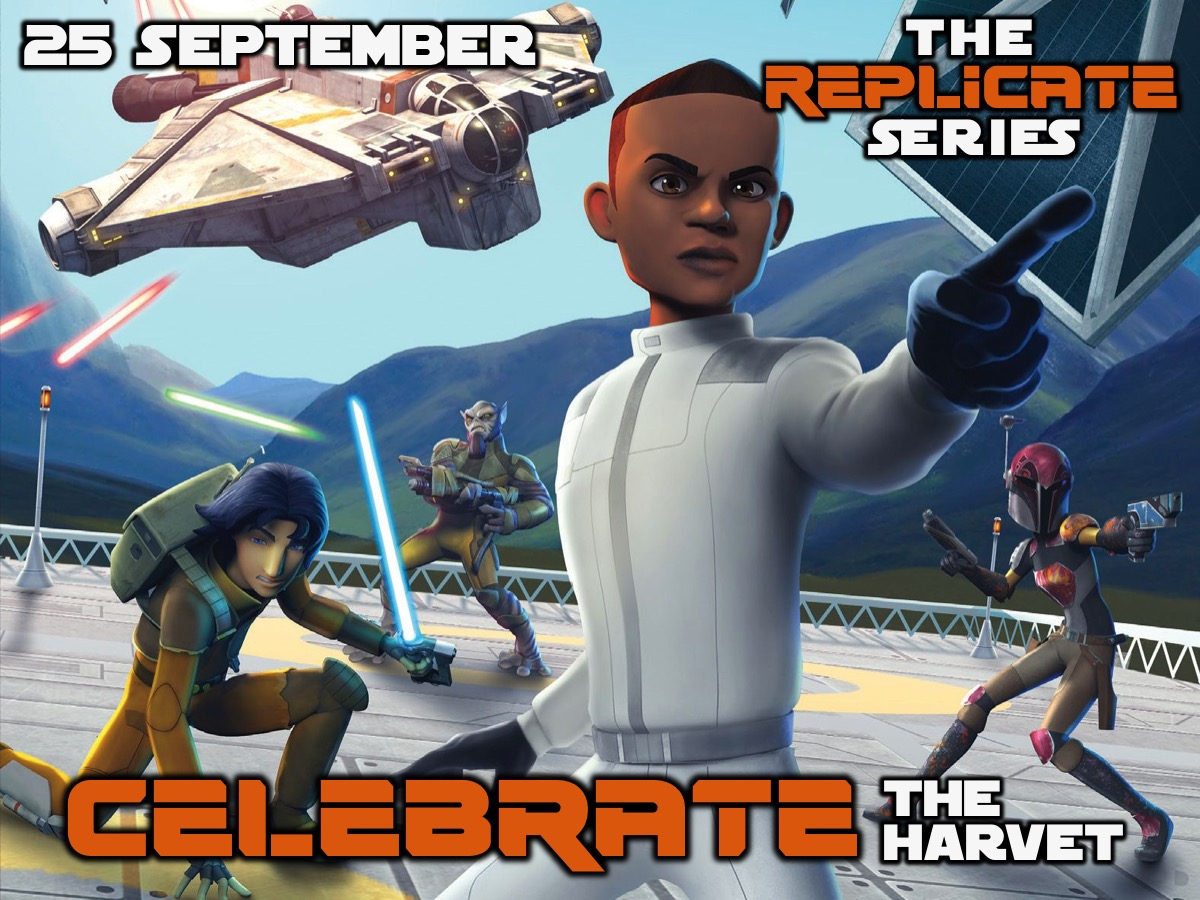 25 SEPTEMBER
THE
REPLICATE
SERIES
CELEBRATE
THE
HARVET